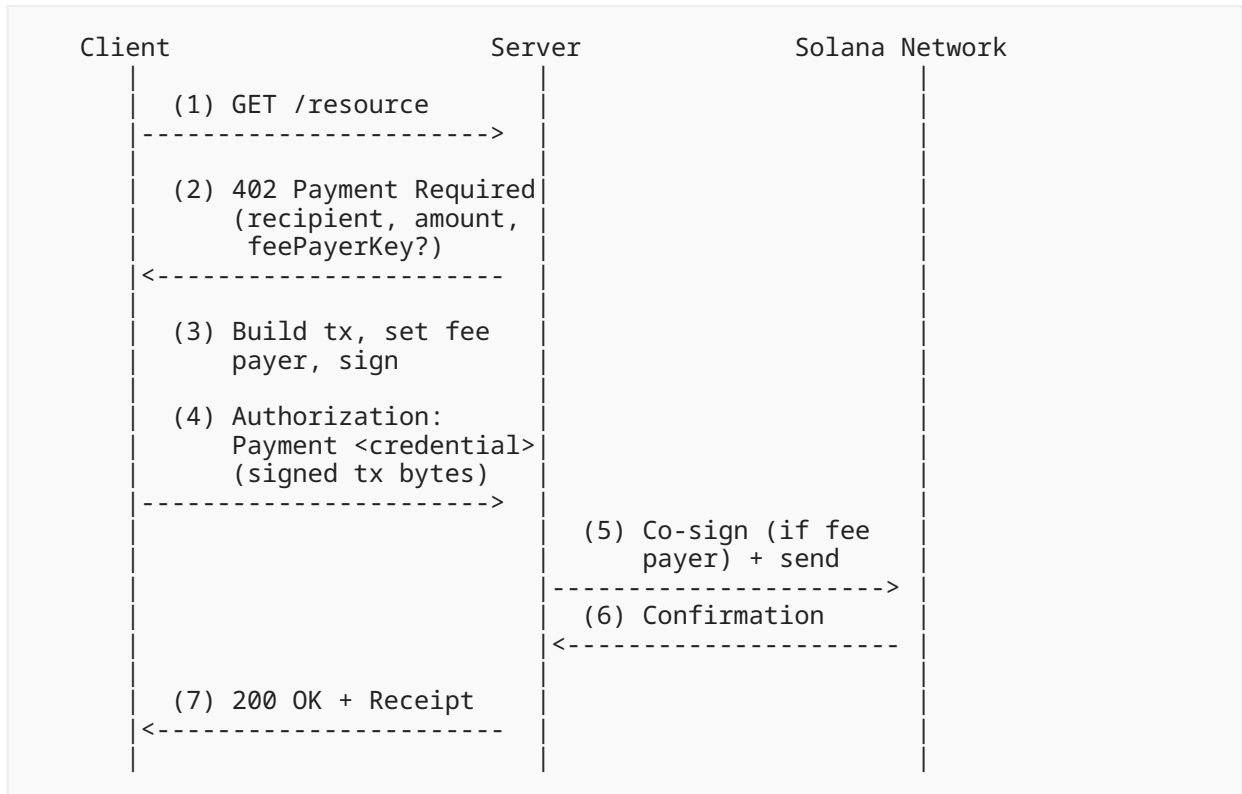 Client Server Solana Network
(1) GET /resource
(2) 402 Payment Required
(recipient, amount,
feePayerKey?)
(3) Build tx, set fee
payer, sign
(4) Authorization:
Payment <credential>
(signed tx bytes)
(5) Co-sign (if fee
payer) + send
(6) Confirmation
(7) 200 OK + Receipt